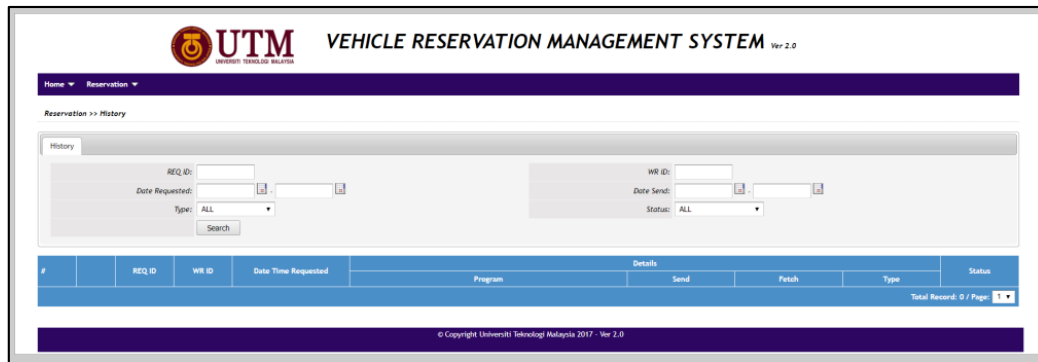 UTM
UNIVERSITI TEKNOLOGI MALAYSIA
VEHICLE RESERVATION MANAGEMENT SYSTEM Ver 2.0
Home Reservation
Reservation >> History
History
REQ ID: WR ID:
Date Requested: - Date Send: -
Type: ALL Status: ALL
Search
# REQ ID WR ID Date Time Requested Details Status
Program Send Fetch Type
Total Record: 0 / Page: 1
© Copyright Universiti Teknologi Malaysia 2017 - Ver 2.0